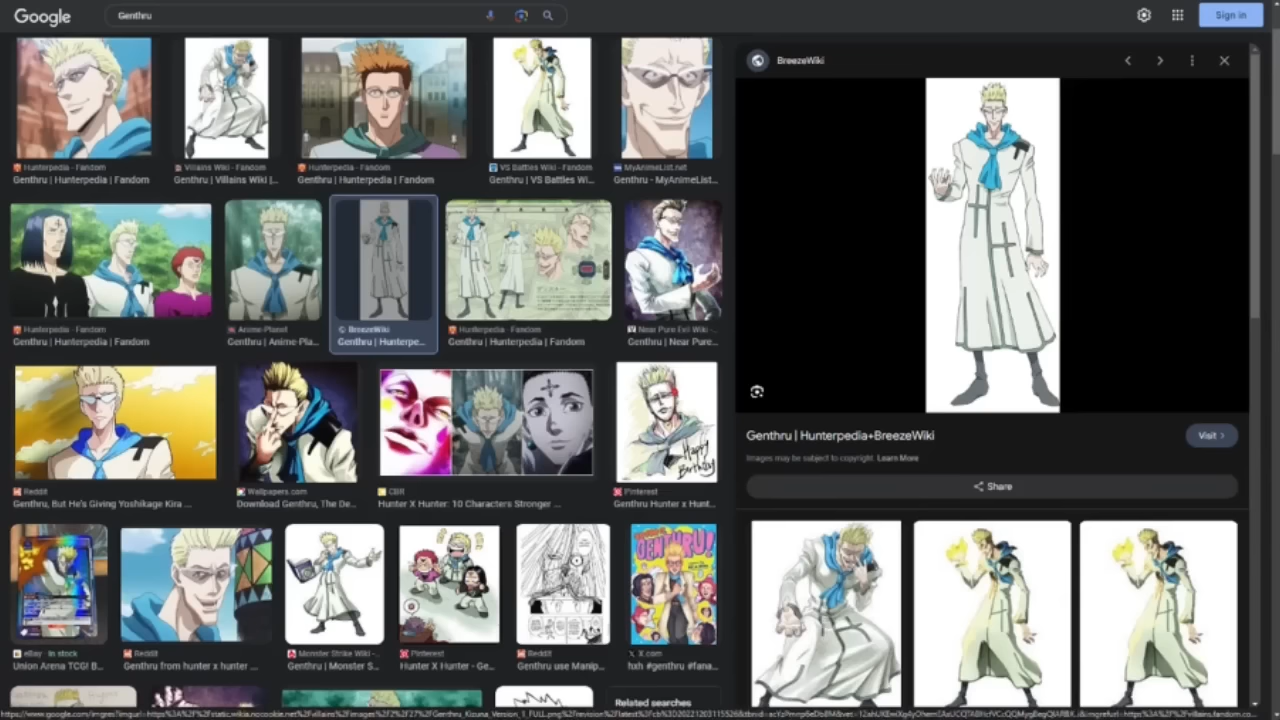 Google
Genthru
Sign in
BreezeWiki
Hunterpedia - Fandom
Genthru | Hunterpedia | Fandom
Villains Wiki - Fandom
Genthru | Villains Wiki |...
Hunterpedia - Fandom
Genthru | Hunterpedia | Fandom
VS Battles Wiki - Fandom
Genthru | VS Battles Wi...
MyAnimeList.net
Genthru - MyAnimeList...
Hunterpedia - Fandom
Genthru | Hunterpedia | Fandom
Anime-Planet
Genthru | Anime-Pla...
BreezeWiki
Genthru | Hunterpe...
Hunterpedia - Fandom
Genthru | Hunterpedia | Fandom
Near Pure Evil Wiki -...
Genthru | Near Pure...
Genthru | Hunterpedia+BreezeWiki
Visit
Images may be subject to copyright. Learn More
Share
Happy
Birthday
Reddit
Genthru, But He's Giving Yoshikage Kira ...
Wallpapers.com
Download Genthru, The De...
CBR
Hunter X Hunter: 10 Characters Stronger ...
Pinterest
Genthru Hunter x Hunt...
GENTHRU!
eBay · In stock
Union Arena TCG! B...
Reddit
Genthru from hunter x hunter ...
Monster Strike Wiki -...
Genthru | Monster S...
Pinterest
Hunter X Hunter - Ge...
Reddit
Genthru use Manip...
X.com
hxh #genthru #fana...
Related searches